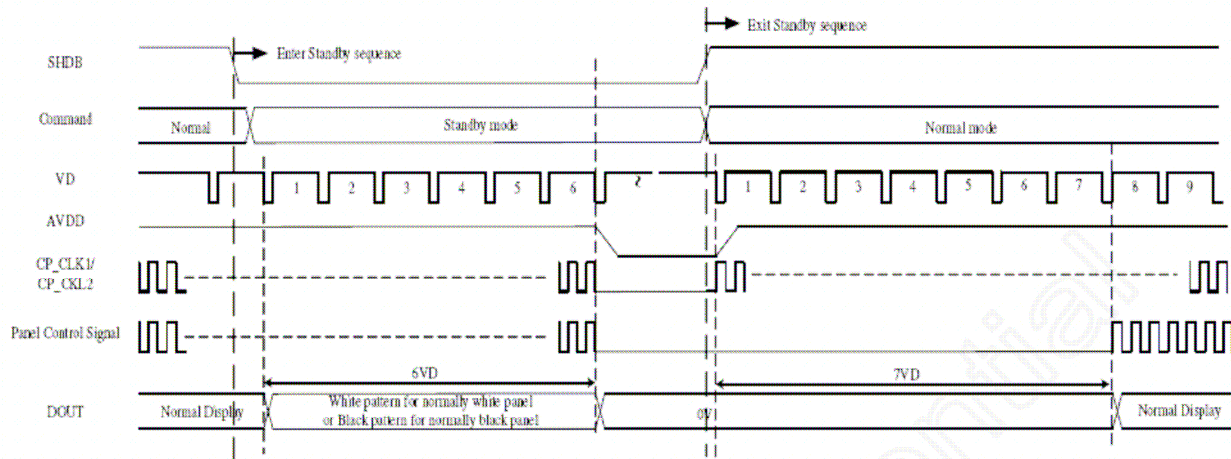 Exit Standby sequence
Enter Standby sequence
SHDB
Command
Normal
Standby mode
Normal mode
VD
1 2 3 4 5 6 1 2 3 4 5 6 7 8 9
AVDD
CP_CLK1/
CP_CKL2
Panel Control Signal
6VD
7VD
DOUT
Normal Display
White pattern for normally white panel
or Black pattern for normally black panel
0V
Normal Display